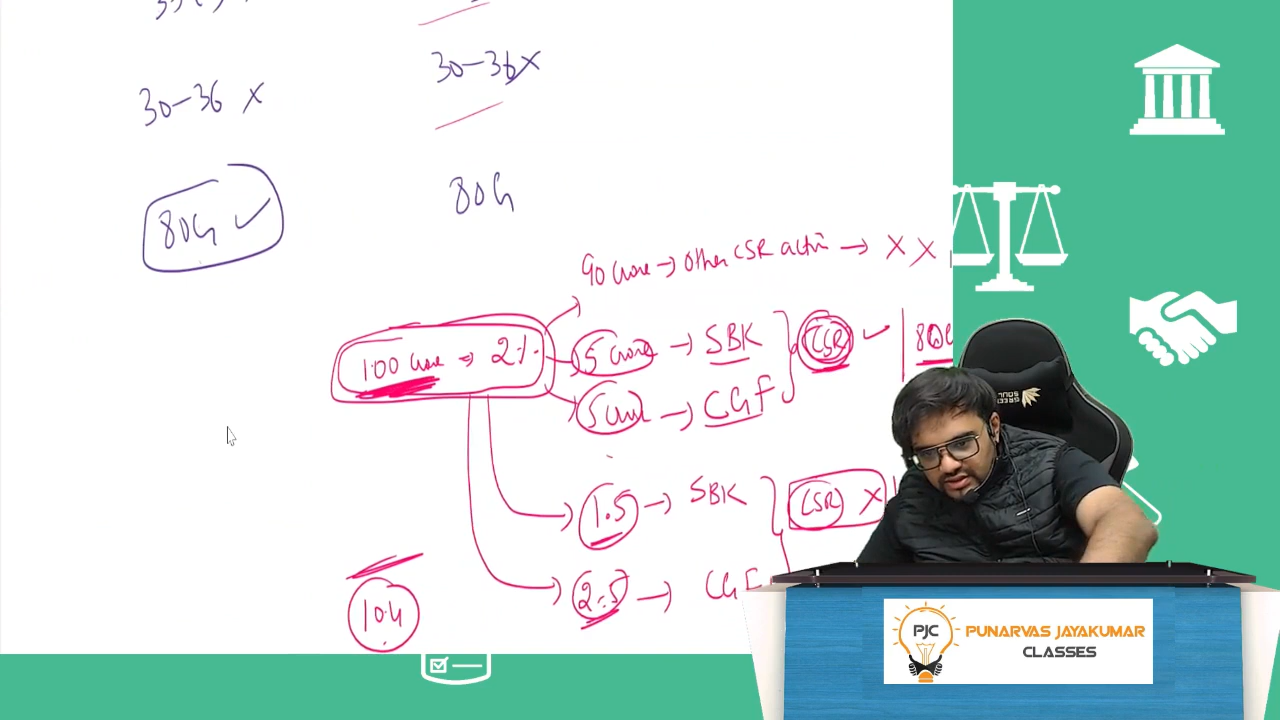 30-36 X
30-36 X
80G ✓
80G
90 Crore → Other CSR activi → X X
100 Crore → 2%.
5 Crore → SBK
CSR ✓
80G
5 Crore → CGF
1.5 → SBK
CSR X
2.5 → CGF
104
PJC
PUNARVAS JAYAKUMAR
CLASSES